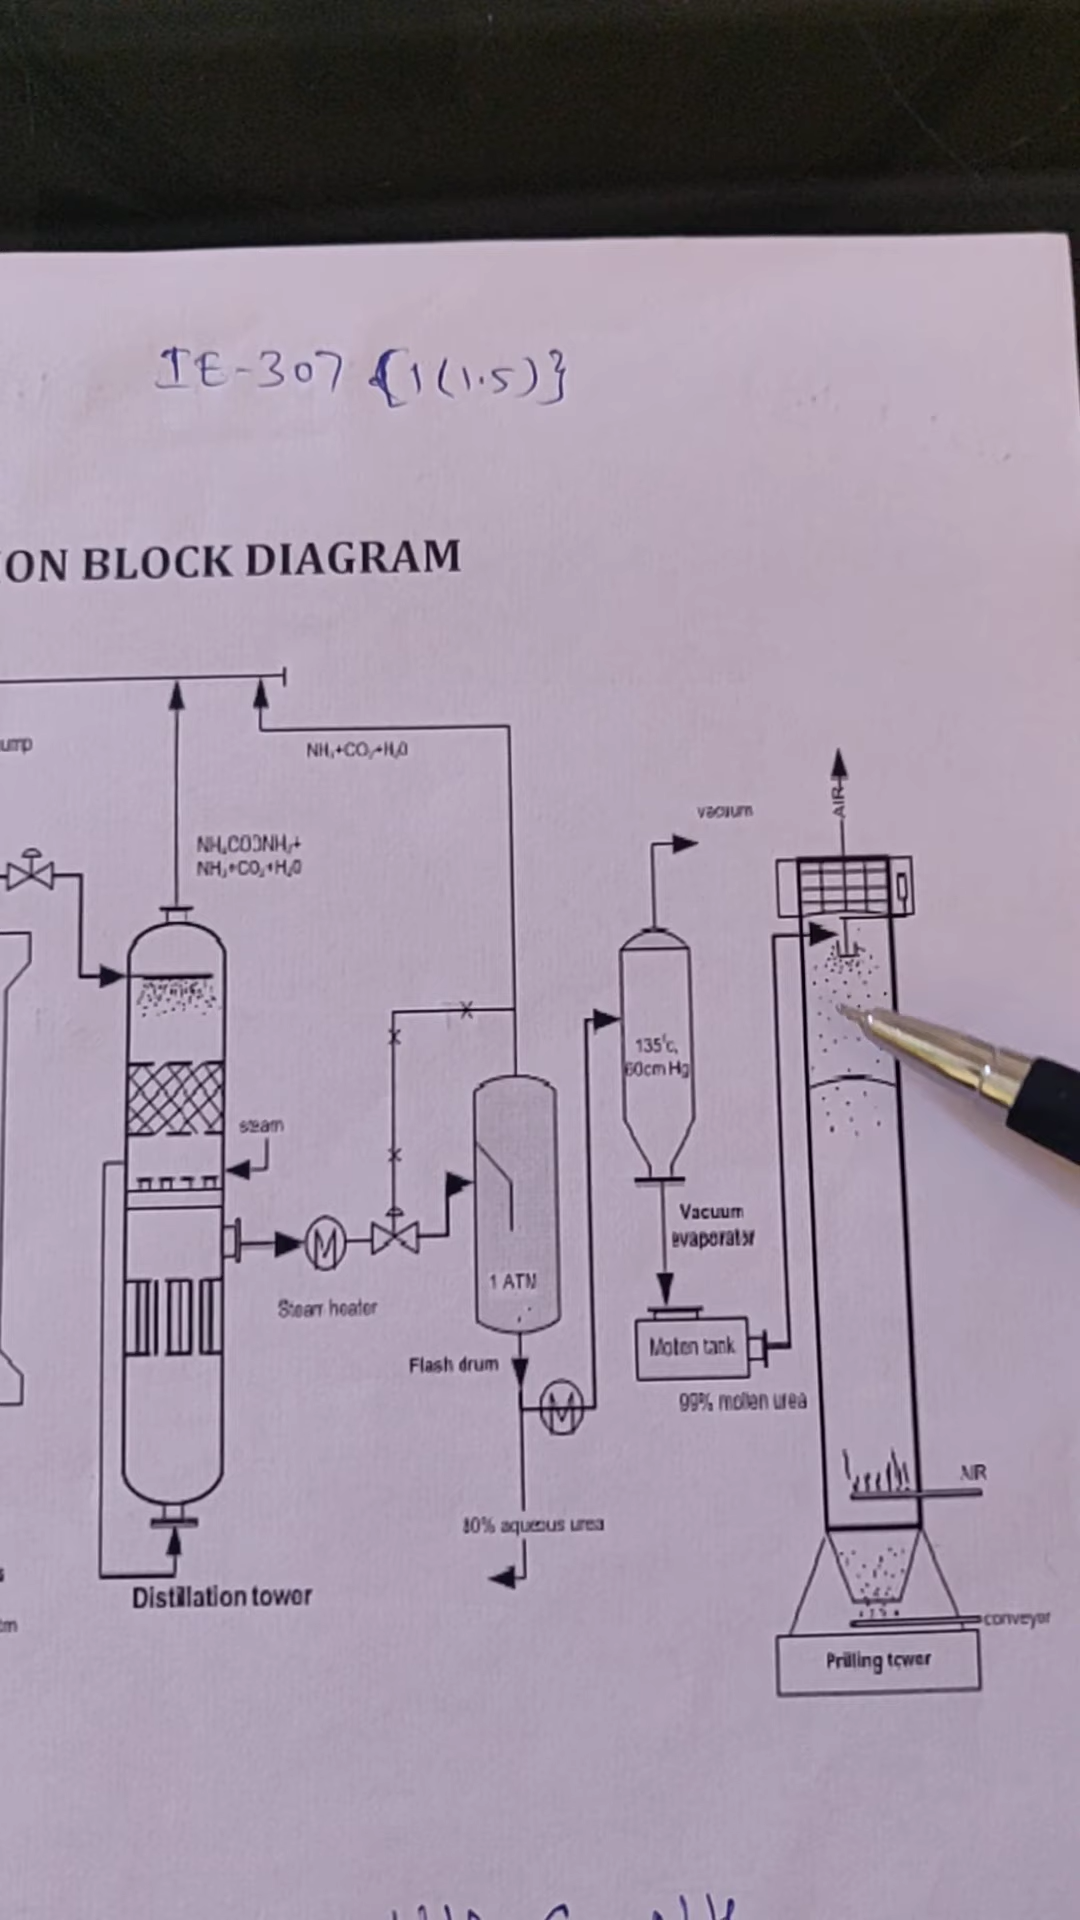 IE-307 {1(1.5)}
ON BLOCK DIAGRAM
ump
NH₃+CO₂+H₂O
AIR
vacuum
NH₄COONH₂+
NH₃+CO₂+H₂O
135°c,
60cm Hg
steam
Vacuum
evaporator
1 ATM
Steam heater
Flash drum
Molten tank
99% molten urea
AIR
80% aqueous urea
Distillation tower
conveyor
Prilling tower